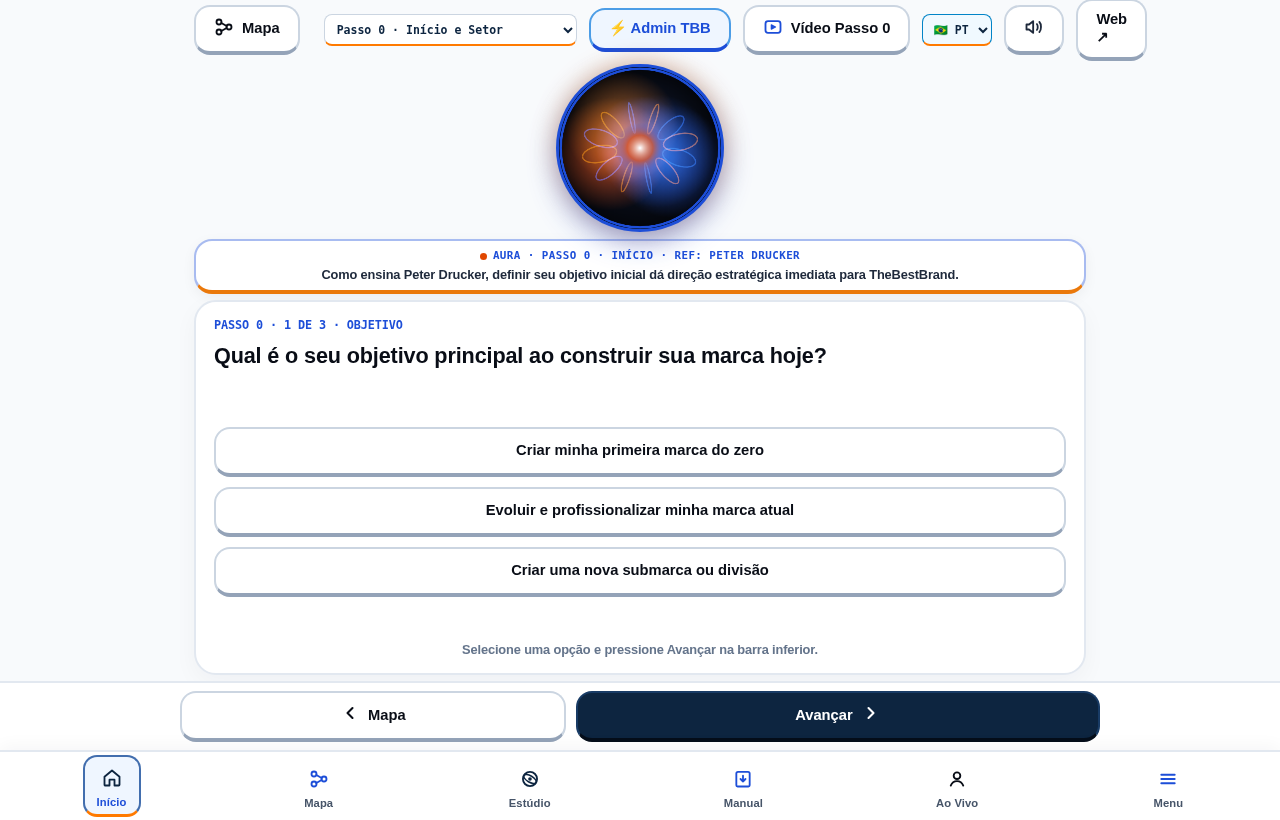 Mapa
Passo 0 · Início e Setor
⚡ Admin TBB
Vídeo Passo 0
🇧🇷 PT
Web ↗
AURA · PASSO 0 · INÍCIO · REF: PETER DRUCKER
Como ensina Peter Drucker, definir seu objetivo inicial dá direção estratégica imediata para TheBestBrand.
PASSO 0 · 1 DE 3 · OBJETIVO
Qual é o seu objetivo principal ao construir sua marca hoje?
Criar minha primeira marca do zero
Evoluir e profissionalizar minha marca atual
Criar uma nova submarca ou divisão
Selecione uma opção e pressione Avançar na barra inferior.
Mapa
Avançar
Início
Mapa
Estúdio
Manual
Ao Vivo
Menu